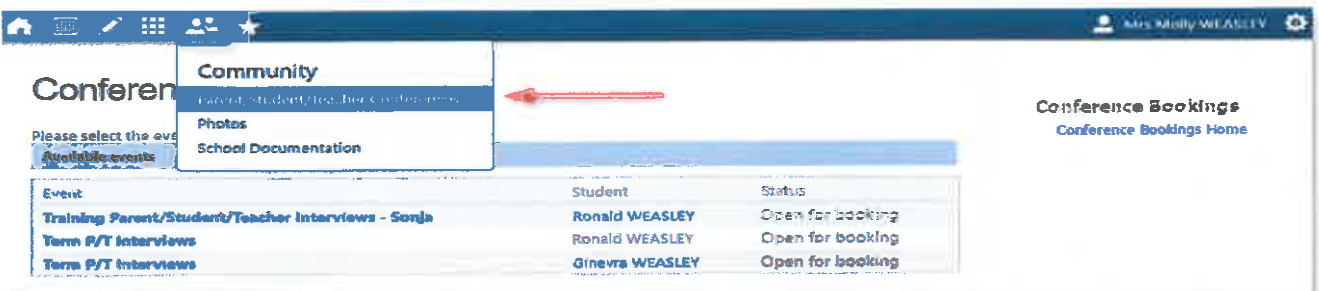 Mrs Molly WEASLEY
Community
Conferen
Parent/Student/Teacher Conferences
Photos
School Documentation
Please select the eve
Available events
Conference Bookings
Conference Bookings Home
Event Student Status
Training Parent/Student/Teacher Interviews - Sonja Ronald WEASLEY Open for booking
Term P/T Interviews Ronald WEASLEY Open for booking
Term P/T Interviews Ginevra WEASLEY Open for booking